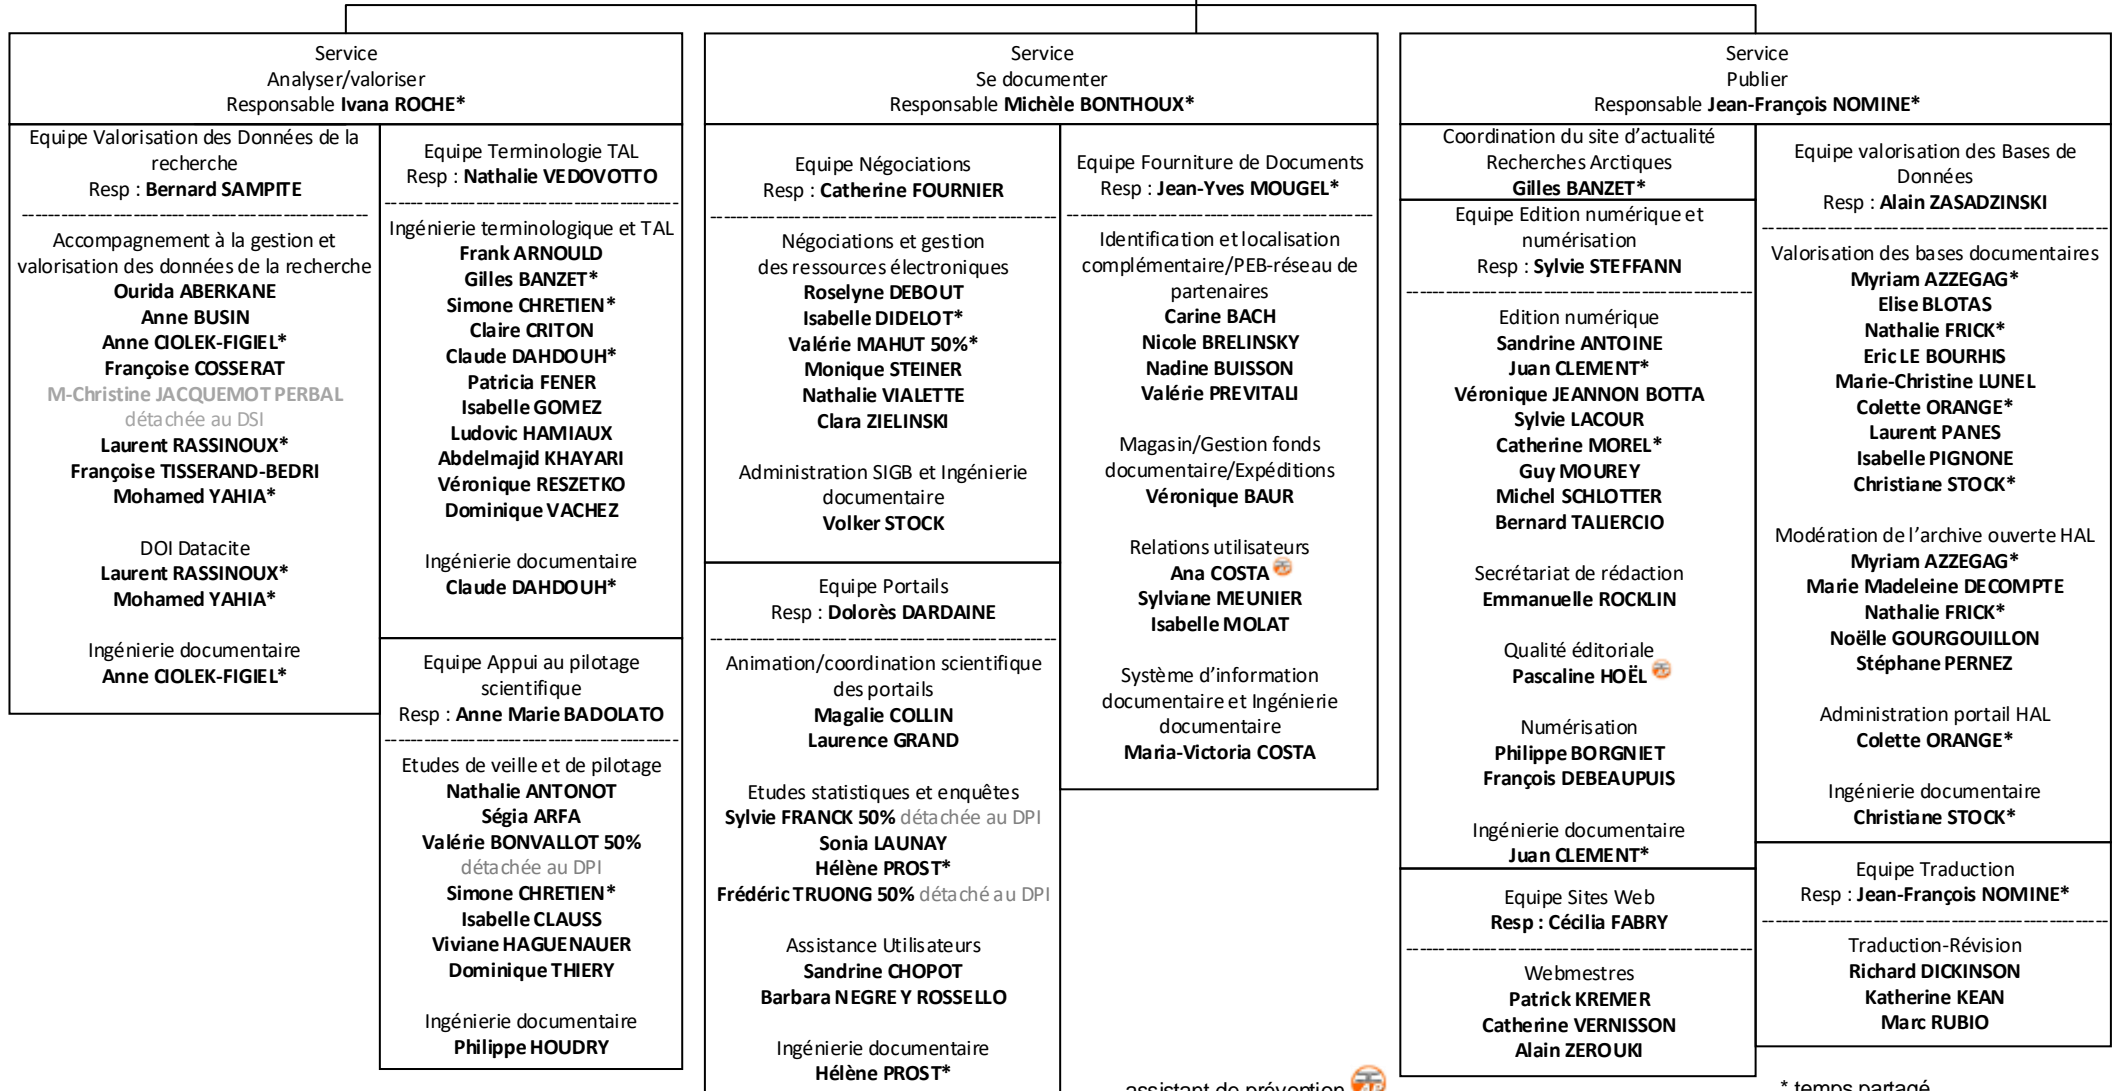 Service
Analyser/valoriser
Responsable Ivana ROCHE*
Equipe Valorisation des Données de la
recherche
Resp : Bernard SAMPITE
Accompagnement à la gestion et
valorisation des données de la recherche
Ourida ABERKANE
Anne BUSIN
Anne CIOLEK-FIGIEL*
Françoise COSSERAT
M-Christine JACQUEMOT PERBAL
détachée au DSI
Laurent RASSINOUX*
Françoise TISSERAND-BEDRI
Mohamed YAHIA*
DOI Datacite
Laurent RASSINOUX*
Mohamed YAHIA*
Ingénierie documentaire
Anne CIOLEK-FIGIEL*
Equipe Terminologie TAL
Resp : Nathalie VEDOVOTTO
Ingénierie terminologique et TAL
Frank ARNOULD
Gilles BANZET*
Simone CHRETIEN*
Claire CRITON
Claude DAHDOUH*
Patricia FENER
Isabelle GOMEZ
Ludovic HAMIAUX
Abdelmajid KHAYARI
Véronique RESZETKO
Dominique VACHEZ
Ingénierie documentaire
Claude DAHDOUH*
Equipe Appui au pilotage
scientifique
Resp : Anne Marie BADOLATO
Etudes de veille et de pilotage
Nathalie ANTONOT
Ségia ARFA
Valérie BONVALLOT 50%
détachée au DPI
Simone CHRETIEN*
Isabelle CLAUSS
Viviane HAGUENAUER
Dominique THIERY
Ingénierie documentaire
Philippe HOUDRY
Service
Se documenter
Responsable Michèle BONTHOUX*
Equipe Négociations
Resp : Catherine FOURNIER
Négociations et gestion
des ressources électroniques
Roselyne DEBOUT
Isabelle DIDELOT*
Valérie MAHUT 50%*
Monique STEINER
Nathalie VIALETTE
Clara ZIELINSKI
Administration SIGB et Ingénierie
documentaire
Volker STOCK
Equipe Portails
Resp : Dolorès DARDAINE
Animation/coordination scientifique
des portails
Magalie COLLIN
Laurence GRAND
Etudes statistiques et enquêtes
Sylvie FRANCK 50% détachée au DPI
Sonia LAUNAY
Hélène PROST*
Frédéric TRUONG 50% détaché au DPI
Assistance Utilisateurs
Sandrine CHOPOT
Barbara NEGRE Y ROSSELLO
Ingénierie documentaire
Hélène PROST*
Equipe Fourniture de Documents
Resp : Jean-Yves MOUGEL*
Identification et localisation
complémentaire/PEB-réseau de
partenaires
Carine BACH
Nicole BRELINSKY
Nadine BUISSON
Valérie PREVITALI
Magasin/Gestion fonds
documentaire/Expéditions
Véronique BAUR
Relations utilisateurs
Ana COSTA
Sylviane MEUNIER
Isabelle MOLAT
Système d'information
documentaire et Ingénierie
documentaire
Maria-Victoria COSTA
Service
Publier
Responsable Jean-François NOMINE*
Coordination du site d'actualité
Recherches Arctiques
Gilles BANZET*
Equipe Edition numérique et
numérisation
Resp : Sylvie STEFFANN
Edition numérique
Sandrine ANTOINE
Juan CLEMENT*
Véronique JEANNON BOTTA
Sylvie LACOUR
Catherine MOREL*
Guy MOUREY
Michel SCHLOTTER
Bernard TALIERCIO
Secrétariat de rédaction
Emmanuelle ROCKLIN
Qualité éditoriale
Pascaline HOËL
Numérisation
Philippe BORGNIET
François DEBEAUPUIS
Ingénierie documentaire
Juan CLEMENT*
Equipe Sites Web
Resp : Cécilia FABRY
Webmestres
Patrick KREMER
Catherine VERNISSON
Alain ZEROUKI
Equipe valorisation des Bases de
Données
Resp : Alain ZASADZINSKI
Valorisation des bases documentaires
Myriam AZZEGAG*
Elise BLOTAS
Nathalie FRICK*
Eric LE BOURHIS
Marie-Christine LUNEL
Colette ORANGE*
Laurent PANES
Isabelle PIGNONE
Christiane STOCK*
Modération de l'archive ouverte HAL
Myriam AZZEGAG*
Marie Madeleine DECOMPTE
Nathalie FRICK*
Noëlle GOURGOUILLON
Stéphane PERNEZ
Administration portail HAL
Colette ORANGE*
Ingénierie documentaire
Christiane STOCK*
Equipe Traduction
Resp : Jean-François NOMINE*
Traduction-Révision
Richard DICKINSON
Katherine KEAN
Marc RUBIO
assistant de prévention
* temps partagé